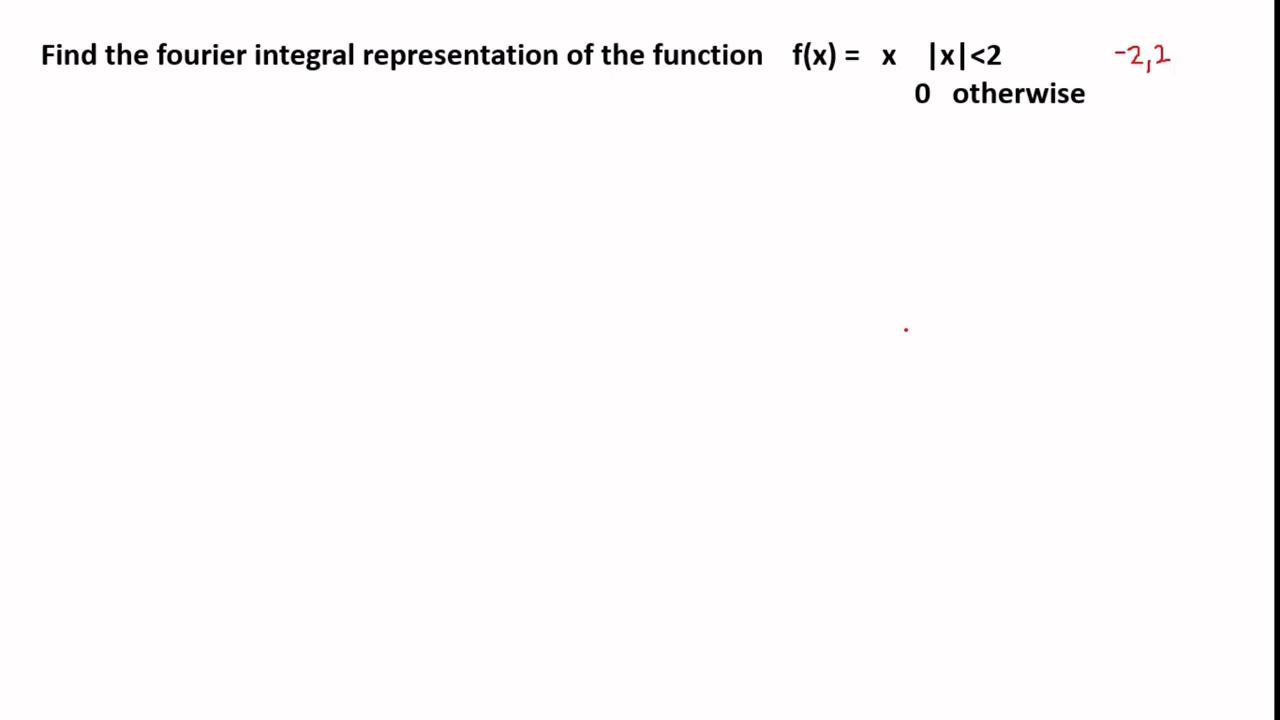 Find the fourier integral representation of the function f(x) = x |x|<2 -2,2
0 otherwise